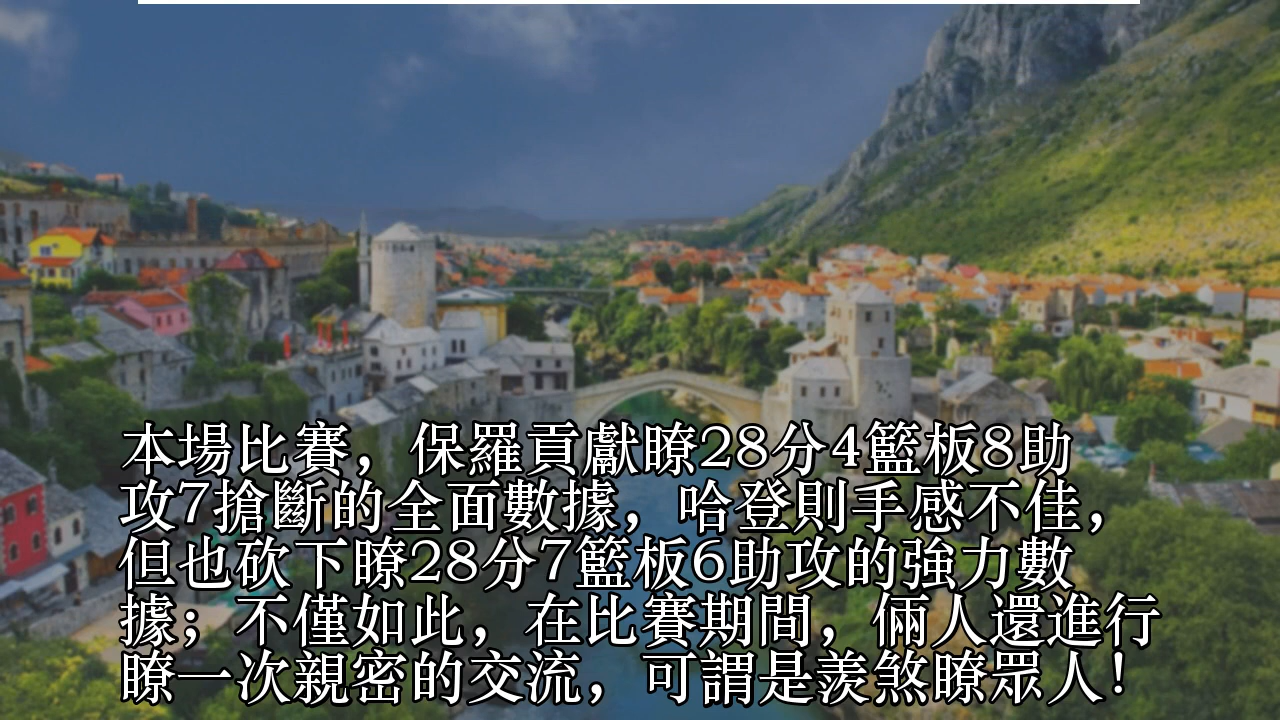 本場比賽，保羅貢獻瞭28分4籃板8助
攻7搶斷的全面數據，哈登則手感不佳，
但也砍下瞭28分7籃板6助攻的強力數
據；不僅如此，在比賽期間，倆人還進行
瞭一次親密的交流，可謂是羨煞瞭眾人！